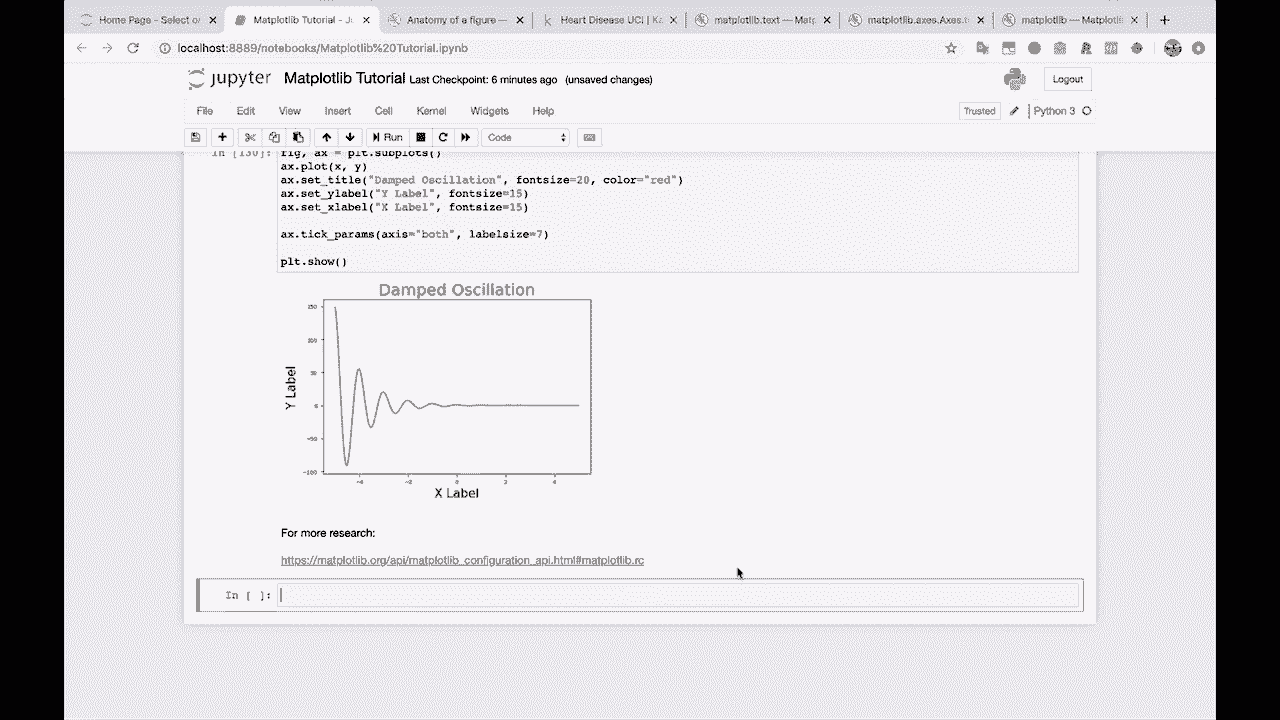 Home Page - Select o
Matplotlib Tutorial - Ju
Anatomy of a figure —
Heart Disease UCI | Ka
matplotlib.text — Matp
matplotlib.axes.Axes.t
matplotlib — Matplotli
localhost:8889/notebooks/Matplotlib%20Tutorial.ipynb
jupyter Matplotlib Tutorial Last Checkpoint: 6 minutes ago (unsaved changes)
Logout
File Edit View Insert Cell Kernel Widgets Help
Trusted
Python 3
Run
Code
In [130]: fig, ax = plt.subplots()
ax.plot(x, y)
ax.set_title("Damped Oscillation", fontsize=20, color="red")
ax.set_ylabel("Y Label", fontsize=15)
ax.set_xlabel("X Label", fontsize=15)
ax.tick_params(axis="both", labelsize=7)
plt.show()
Damped Oscillation
150
100
50
0
-50
-100
Y Label
-4 -2 0 2 4
X Label
For more research:
https://matplotlib.org/api/matplotlib_configuration_api.html#matplotlib.rc
In [ ]: